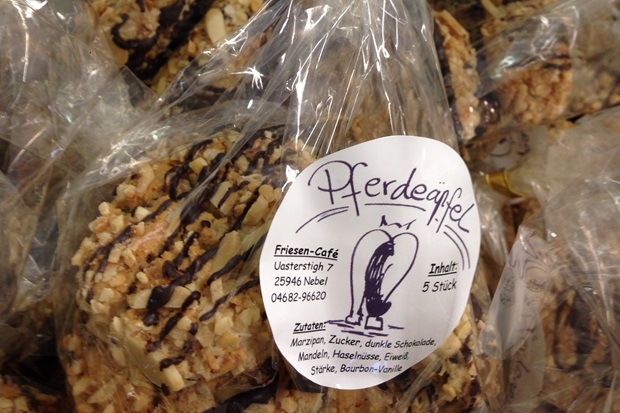 Pferdeäpfel
Friesen-Café
Uasterstigh 7
25946 Nebel
04682-96620
Inhalt:
5 Stück
Zutaten:
Marzipan, Zucker, dunkle Schokolade,
Mandeln, Haselnüsse, Eiweiß,
Stärke, Bourbon-Vanille